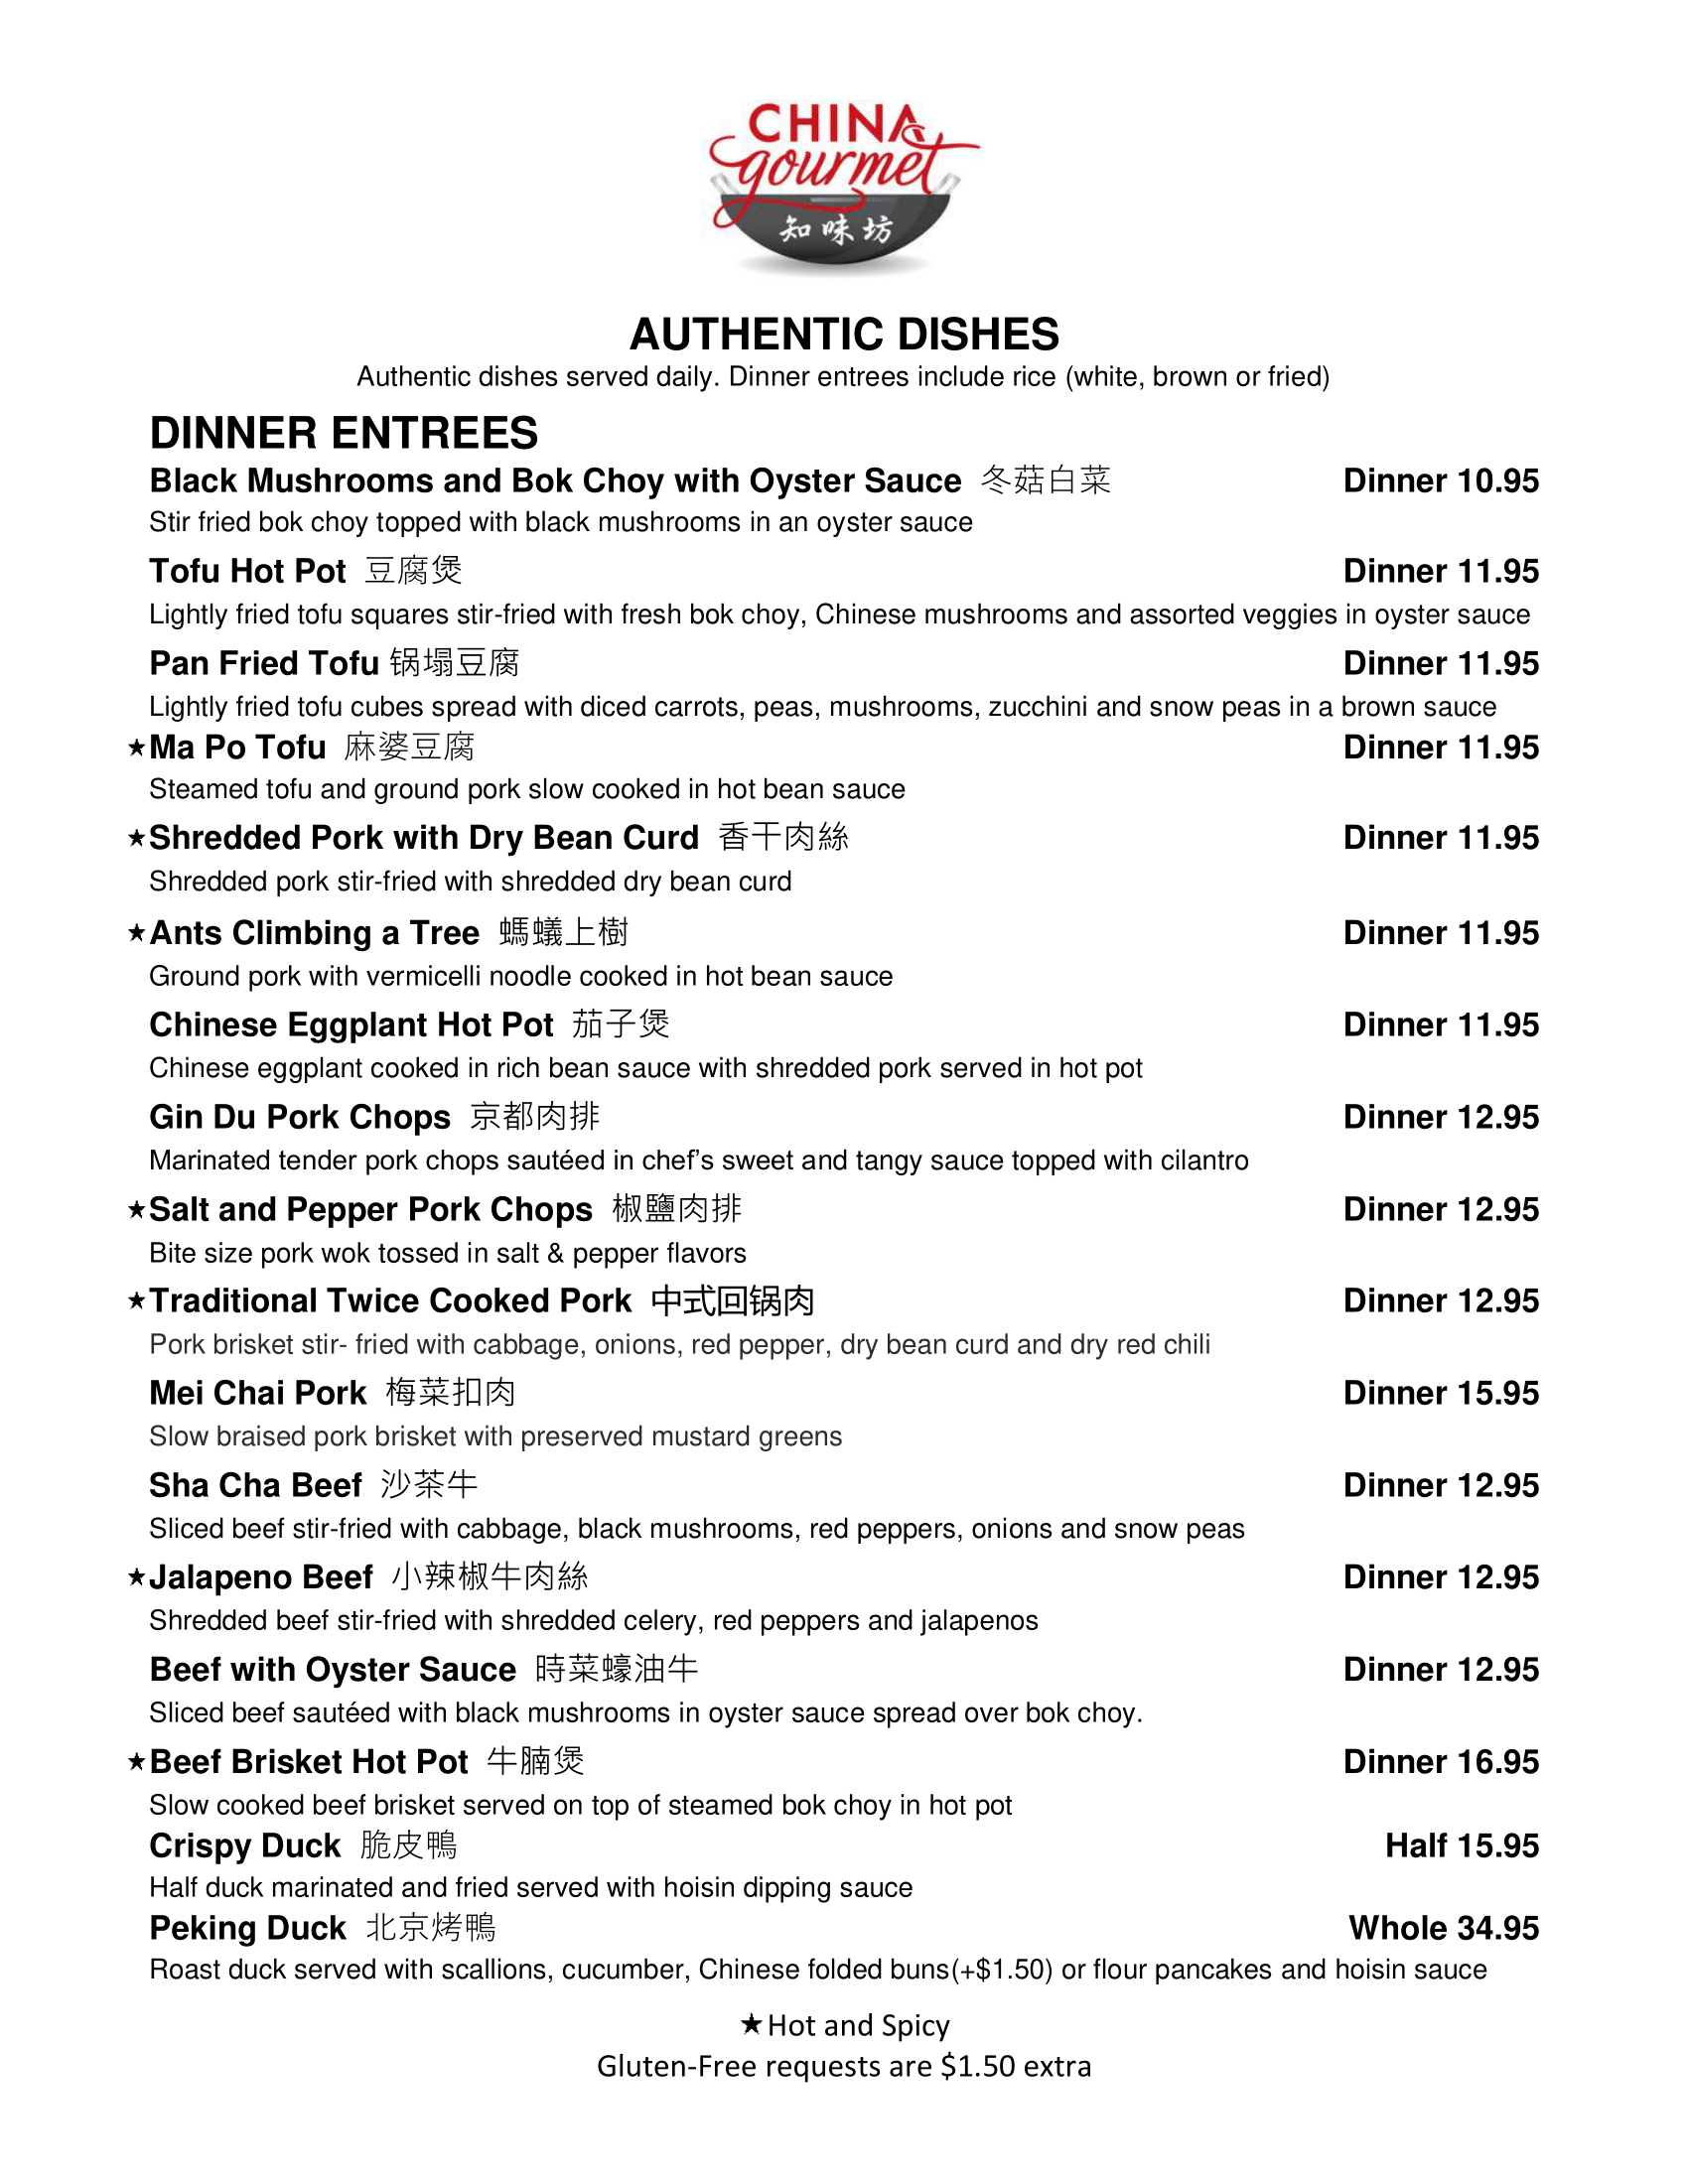 CHINA
gourmet
知味坊
AUTHENTIC DISHES
Authentic dishes served daily. Dinner entrees include rice (white, brown or fried)
DINNER ENTREES
Black Mushrooms and Bok Choy with Oyster Sauce 冬菇白菜 Dinner 10.95
Stir fried bok choy topped with black mushrooms in an oyster sauce
Tofu Hot Pot 豆腐煲 Dinner 11.95
Lightly fried tofu squares stir-fried with fresh bok choy, Chinese mushrooms and assorted veggies in oyster sauce
Pan Fried Tofu 锅塌豆腐 Dinner 11.95
Lightly fried tofu cubes spread with diced carrots, peas, mushrooms, zucchini and snow peas in a brown sauce
★Ma Po Tofu 麻婆豆腐 Dinner 11.95
Steamed tofu and ground pork slow cooked in hot bean sauce
★Shredded Pork with Dry Bean Curd 香干肉絲 Dinner 11.95
Shredded pork stir-fried with shredded dry bean curd
★Ants Climbing a Tree 螞蟻上樹 Dinner 11.95
Ground pork with vermicelli noodle cooked in hot bean sauce
Chinese Eggplant Hot Pot 茄子煲 Dinner 11.95
Chinese eggplant cooked in rich bean sauce with shredded pork served in hot pot
Gin Du Pork Chops 京都肉排 Dinner 12.95
Marinated tender pork chops sautéed in chef’s sweet and tangy sauce topped with cilantro
★Salt and Pepper Pork Chops 椒鹽肉排 Dinner 12.95
Bite size pork wok tossed in salt & pepper flavors
★Traditional Twice Cooked Pork 中式回锅肉 Dinner 12.95
Pork brisket stir- fried with cabbage, onions, red pepper, dry bean curd and dry red chili
Mei Chai Pork 梅菜扣肉 Dinner 15.95
Slow braised pork brisket with preserved mustard greens
Sha Cha Beef 沙茶牛 Dinner 12.95
Sliced beef stir-fried with cabbage, black mushrooms, red peppers, onions and snow peas
★Jalapeno Beef 小辣椒牛肉絲 Dinner 12.95
Shredded beef stir-fried with shredded celery, red peppers and jalapenos
Beef with Oyster Sauce 時菜蠔油牛 Dinner 12.95
Sliced beef sautéed with black mushrooms in oyster sauce spread over bok choy.
★Beef Brisket Hot Pot 牛腩煲 Dinner 16.95
Slow cooked beef brisket served on top of steamed bok choy in hot pot
Crispy Duck 脆皮鴨 Half 15.95
Half duck marinated and fried served with hoisin dipping sauce
Peking Duck 北京烤鴨 Whole 34.95
Roast duck served with scallions, cucumber, Chinese folded buns(+$1.50) or flour pancakes and hoisin sauce
★Hot and Spicy
Gluten-Free requests are $1.50 extra